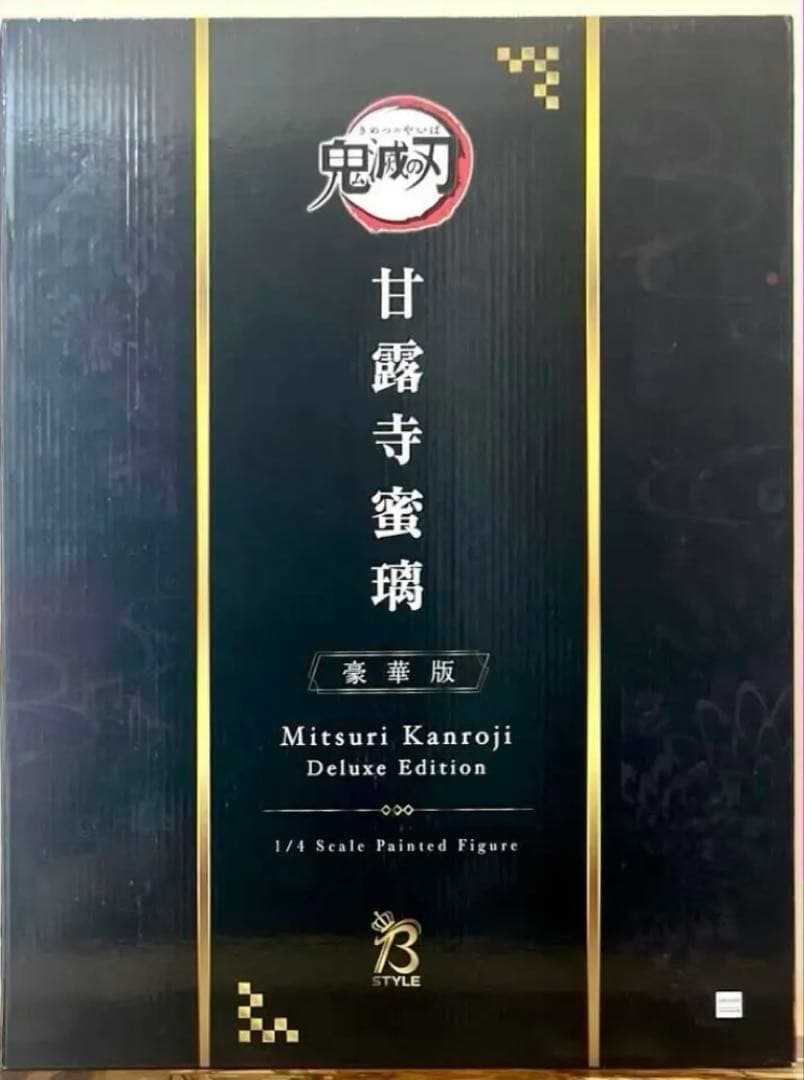 きめつのやいば
鬼滅の刃
甘露寺蜜璃
豪華版
Mitsuri Kanroji
Deluxe Edition
1/4 Scale Painted Figure
B
STYLE